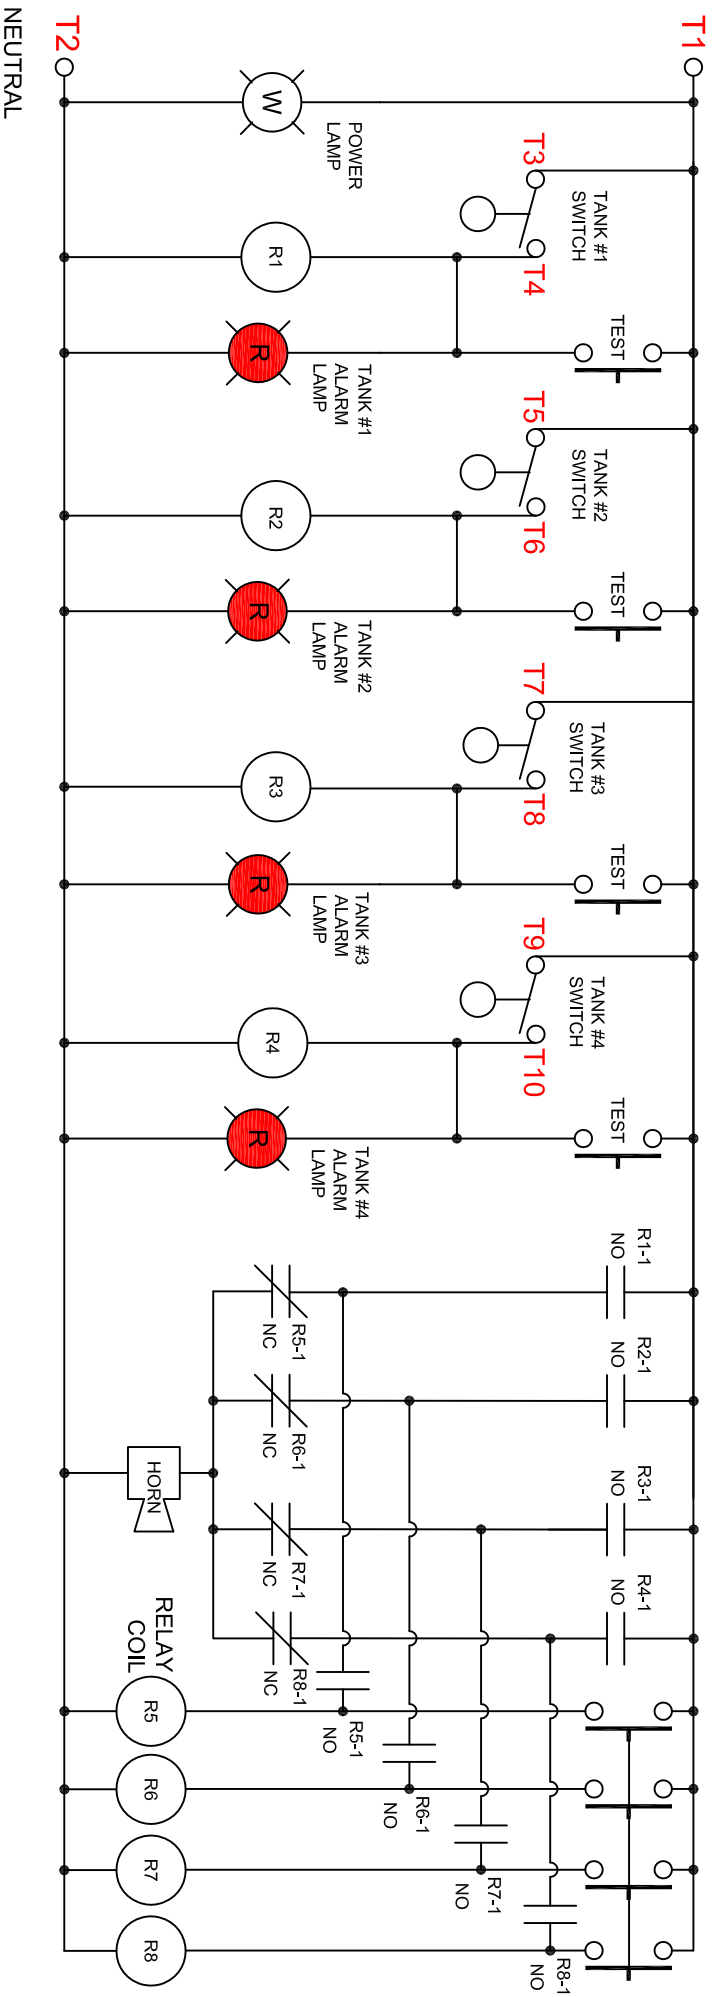 NEUTRAL
T2
T1
W
POWER
LAMP
T3
TANK #1
SWITCH
T4
R1
TEST
R
TANK #1
ALARM
LAMP
T5
TANK #2
SWITCH
T6
R2
TEST
R
TANK #2
ALARM
LAMP
T7
TANK #3
SWITCH
T8
R3
TEST
R
TANK #3
ALARM
LAMP
T9
TANK #4
SWITCH
T10
R4
TEST
R
TANK #4
ALARM
LAMP
R1-1
NO
R5-1
NC
R2-1
NO
R6-1
NC
HORN
R3-1
NO
R7-1
NC
R4-1
NO
R8-1
NC
RELAY
COIL
R5
R5-1
NO
R6
R6-1
NO
R7
R7-1
NO
R8
R8-1
NO